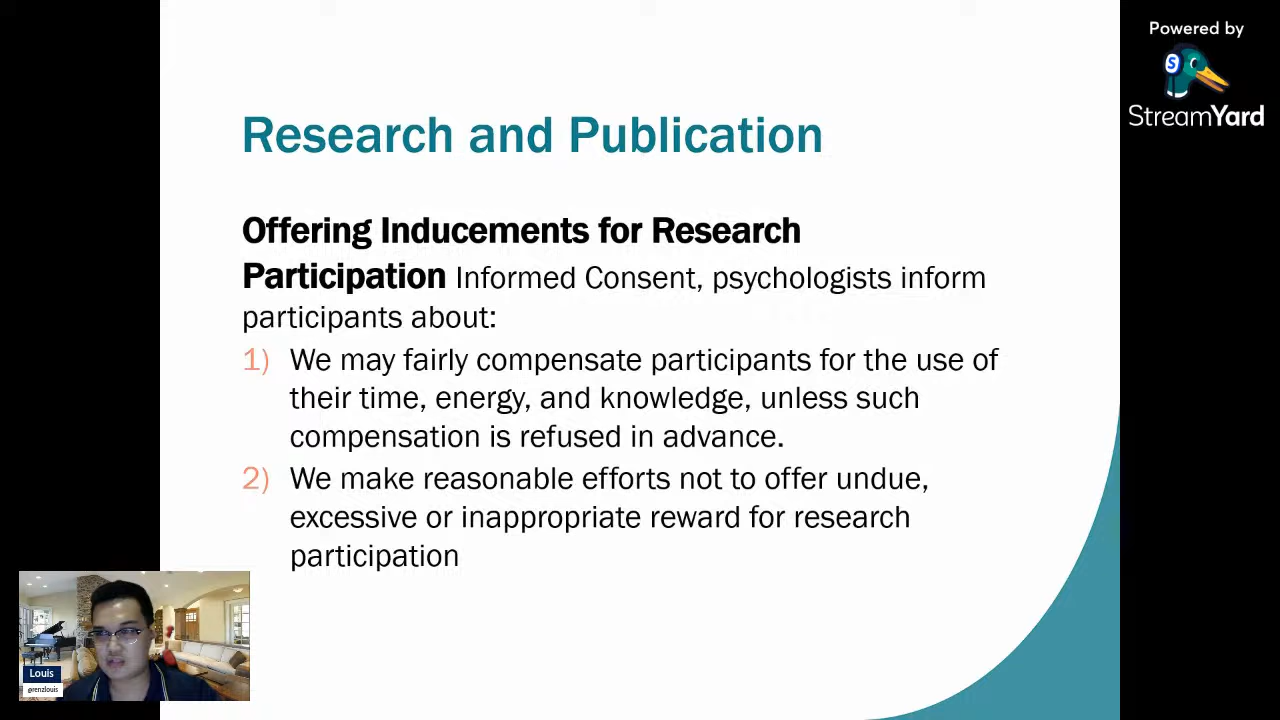 Powered by
StreamYard
Research and Publication
Offering Inducements for Research
Participation Informed Consent, psychologists inform
participants about:
1) We may fairly compensate participants for the use of
their time, energy, and knowledge, unless such
compensation is refused in advance.
2) We make reasonable efforts not to offer undue,
excessive or inappropriate reward for research
participation
Louis
@renzlouis